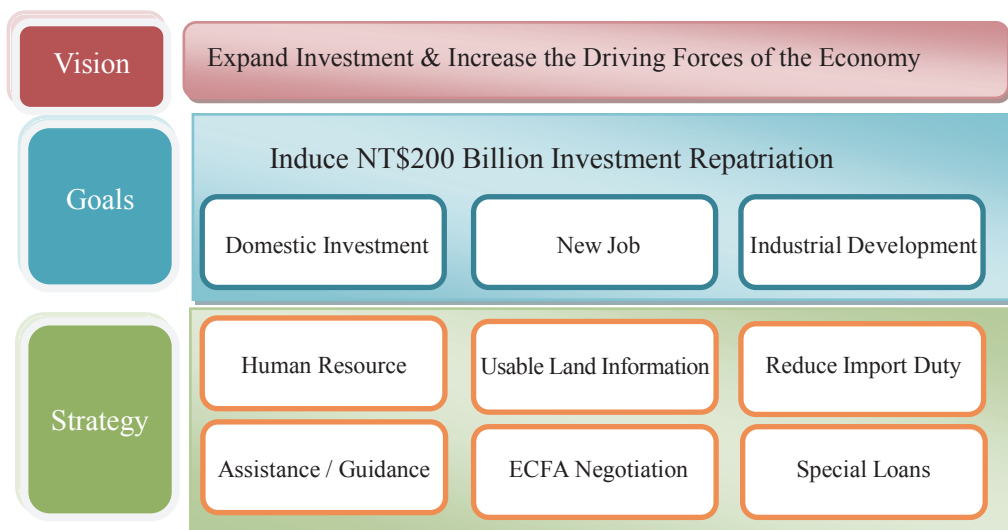 Vision
Expand Investment & Increase the Driving Forces of the Economy
Goals
Induce NT$200 Billion Investment Repatriation
Domestic Investment
New Job
Industrial Development
Strategy
Human Resource
Usable Land Information
Reduce Import Duty
Assistance / Guidance
ECFA Negotiation
Special Loans